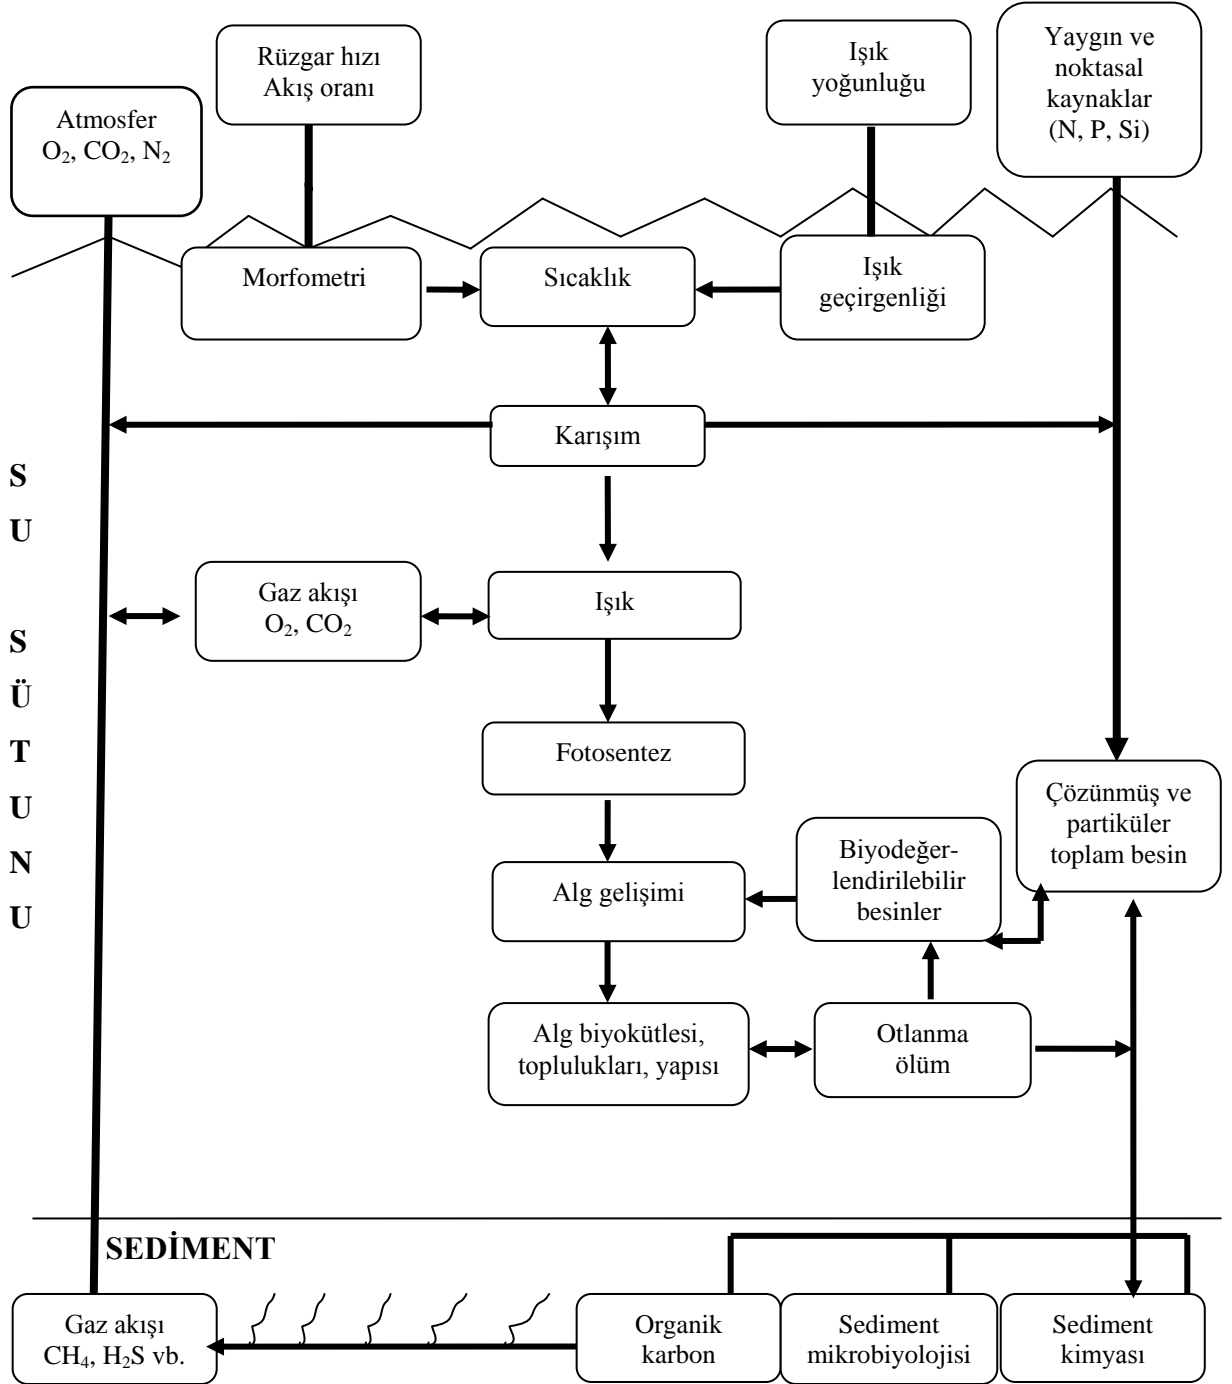 Rüzgar hızı
Akış oranı
Işık
yoğunluğu
Yaygın ve
noktasal
kaynaklar
(N, P, Si)
Atmosfer
O₂, CO₂, N₂
Morfometri
Sıcaklık
Işık
geçirgenliği
Karışım
S
U
S
Ü
T
U
N
U
Gaz akışı
O₂, CO₂
Işık
Fotosentez
Çözünmüş ve
partiküler
toplam besin
Biyodeğer-
lendirilebilir
besinler
Alg gelişimi
Alg biyokütlesi,
toplulukları, yapısı
Otlanma
ölüm
SEDİMENT
Gaz akışı
CH₄, H₂S vb.
Organik
karbon
Sediment
mikrobiyolojisi
Sediment
kimyası